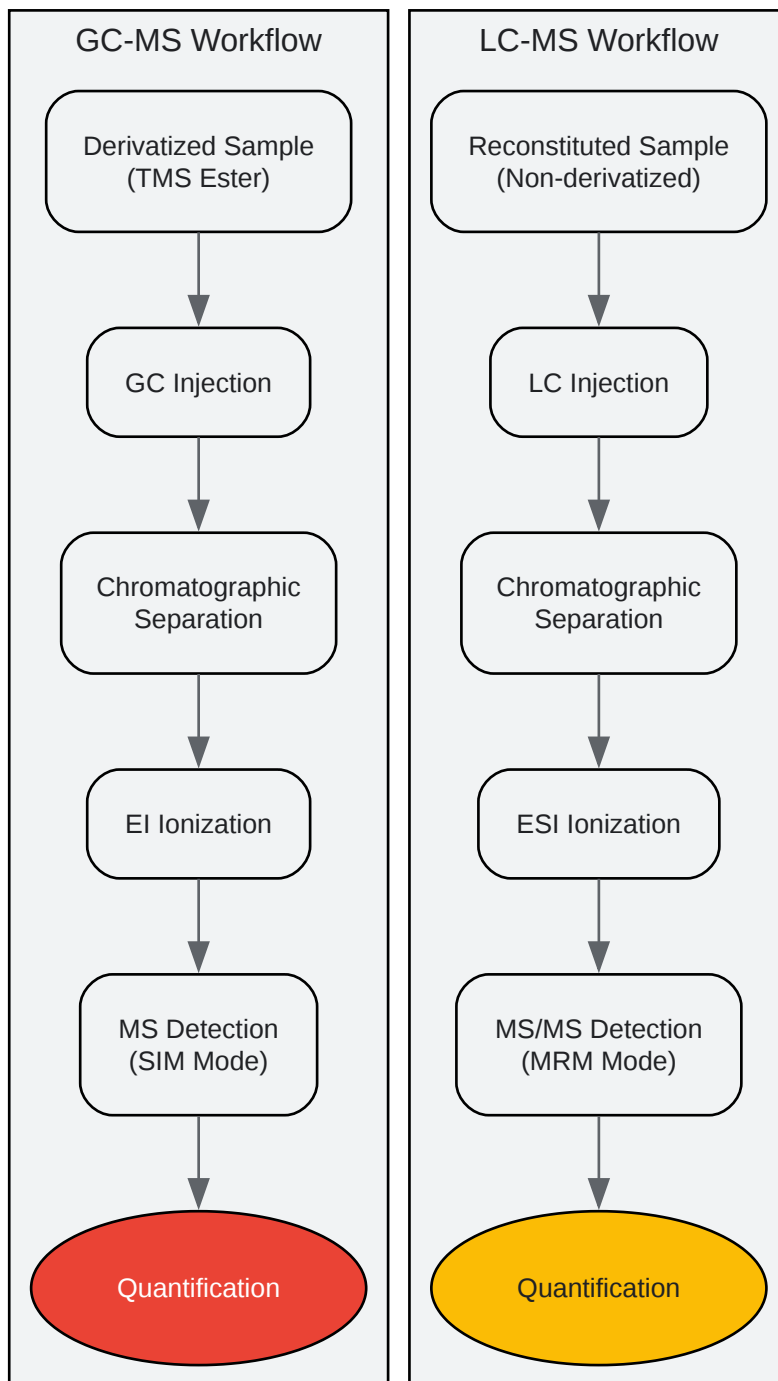 GC-MS Workflow
Derivatized Sample
(TMS Ester)
GC Injection
Chromatographic
Separation
EI Ionization
MS Detection
(SIM Mode)
Quantification
LC-MS Workflow
Reconstituted Sample
(Non-derivatized)
LC Injection
Chromatographic
Separation
ESI Ionization
MS/MS Detection
(MRM Mode)
Quantification